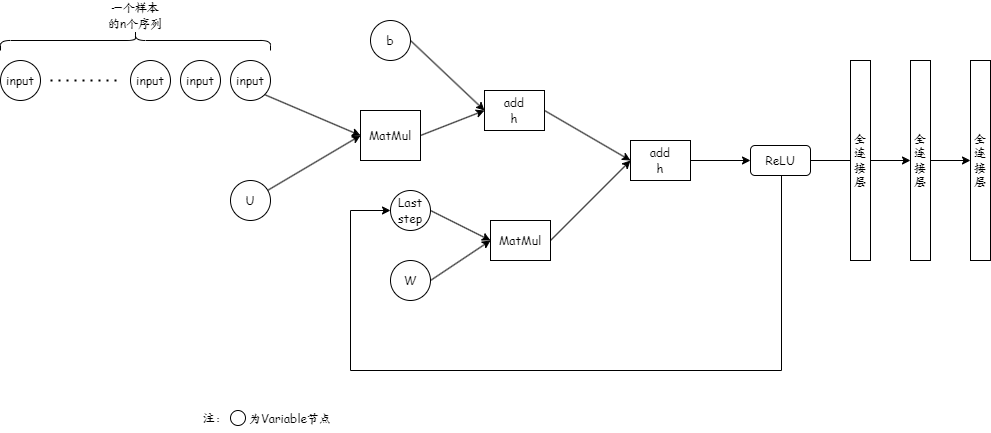 一个样本
的n个序列
input
input
input
input
b
add
h
MatMul
U
add
h
ReLU
Last
step
MatMul
W
全连接层
全连接层
全连接层
注：
为Variable节点